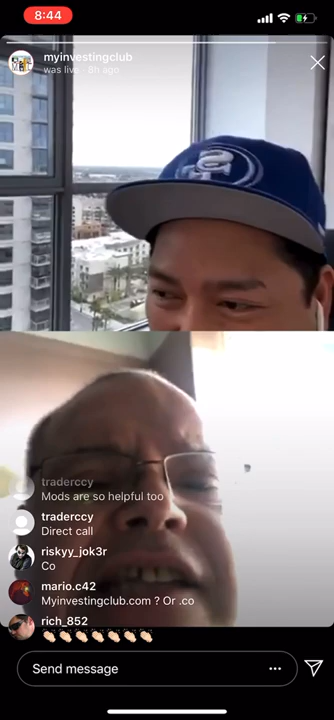 8:44
myinvestingclub
was live · 8h ago
traderccy
Mods are so helpful too
traderccy
Direct call
riskyy_jok3r
Co
mario.c42
Myinvestingclub.com ? Or .co
rich_852
👏🏻👏🏻👏🏻👏🏻👏🏻👏🏻👏🏻
Send message